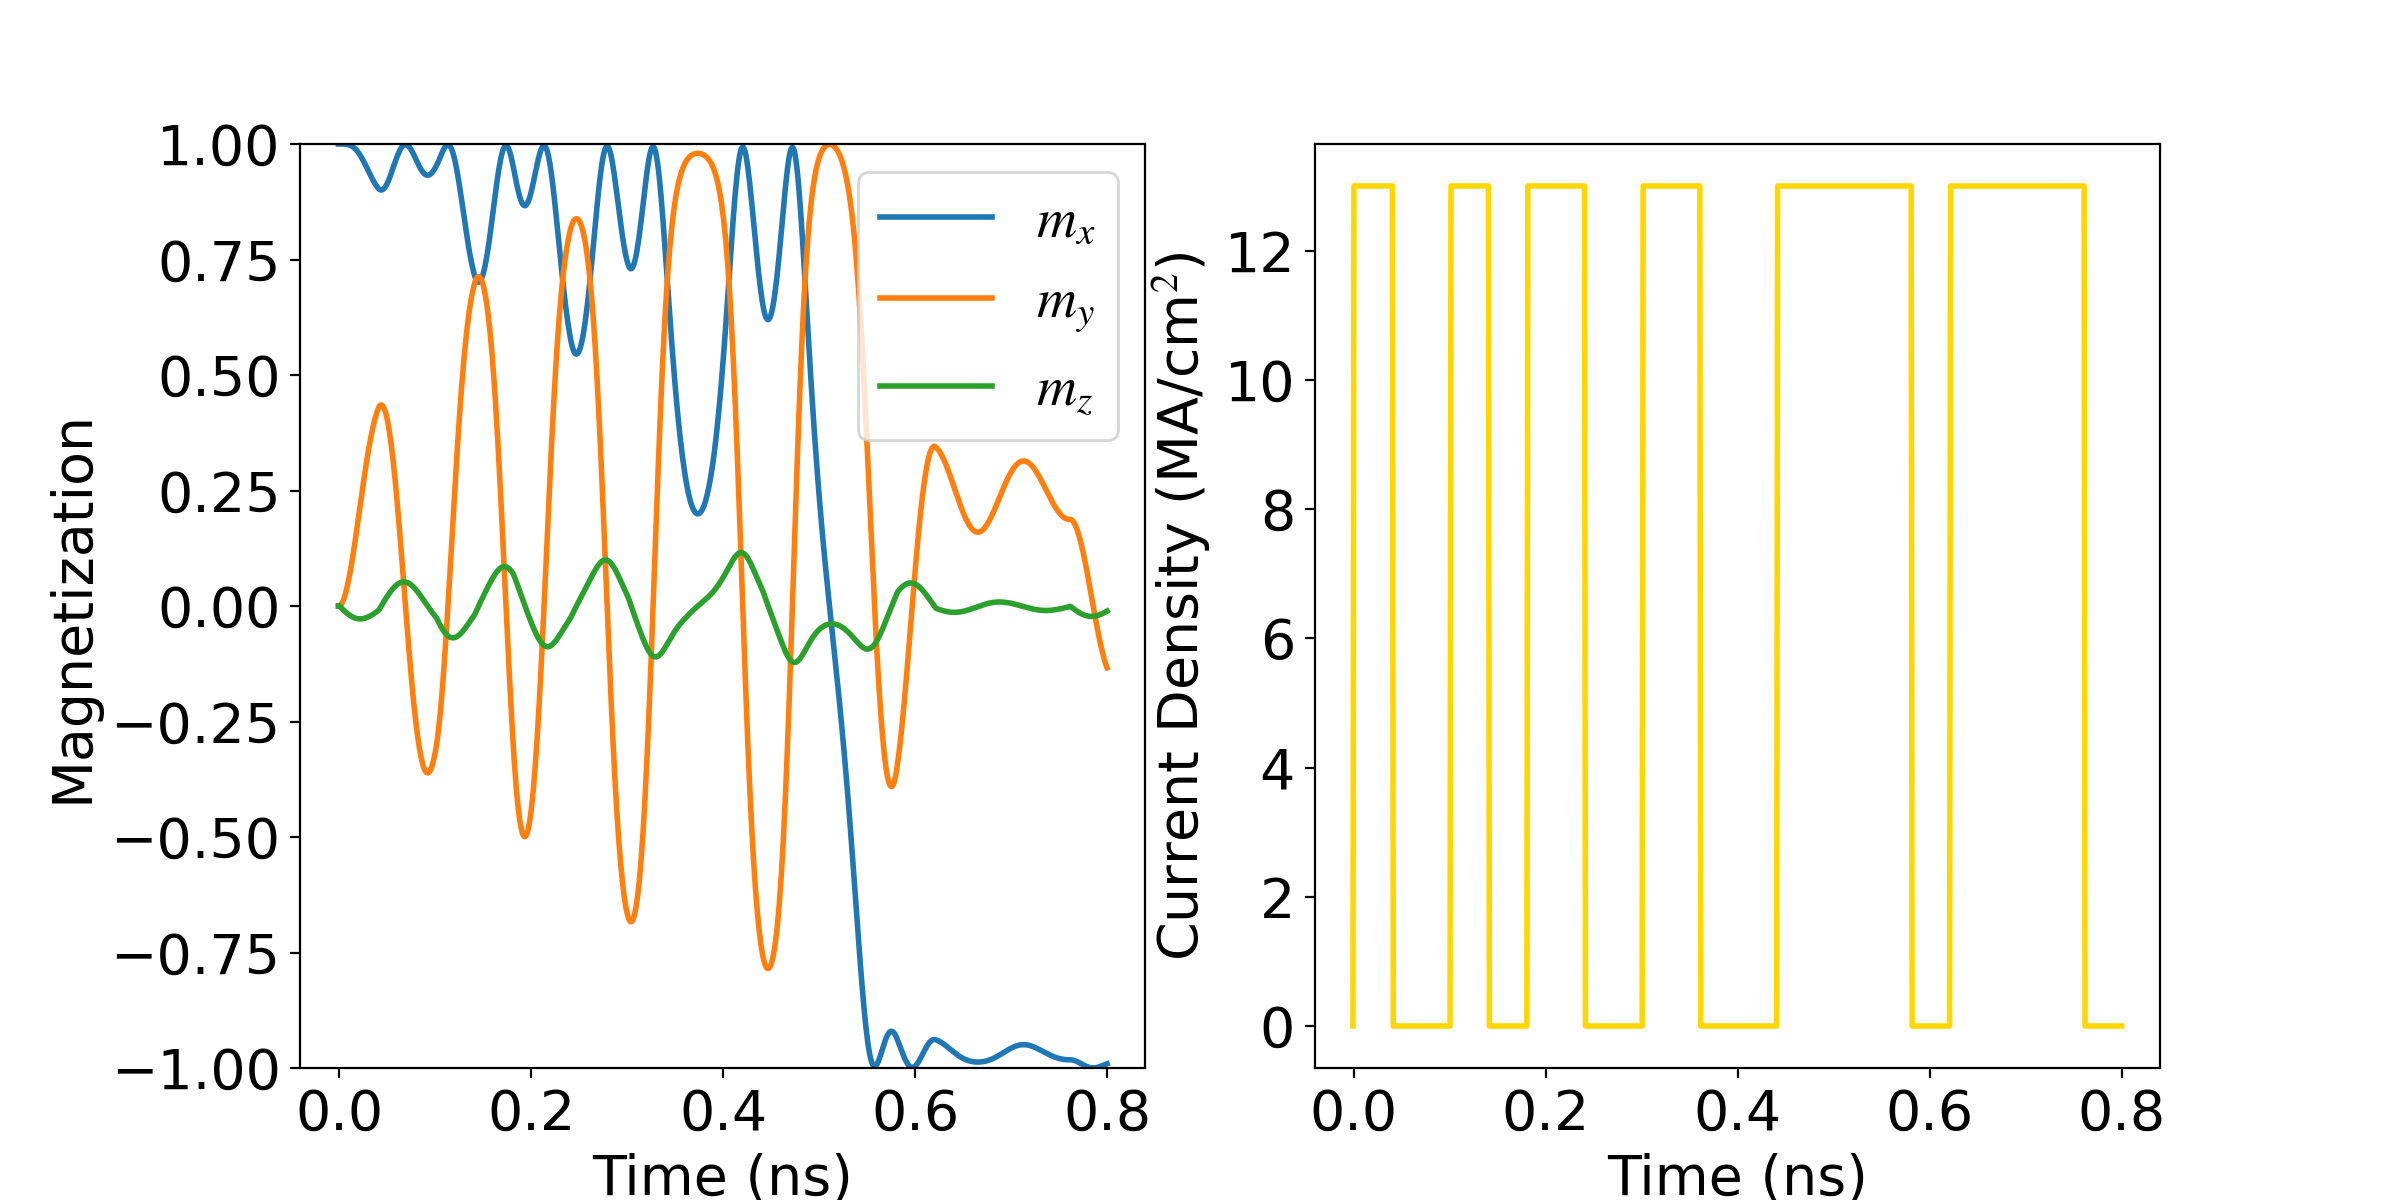 1.00
0.75
0.50
0.25
0.00
−0.25
−0.50
−0.75
−1.00
Magnetization
0.0 0.2 0.4 0.6 0.8
Time (ns)
m_x
m_y
m_z
Current Density (MA/cm²)
12
10
8
6
4
2
0
0.0 0.2 0.4 0.6 0.8
Time (ns)